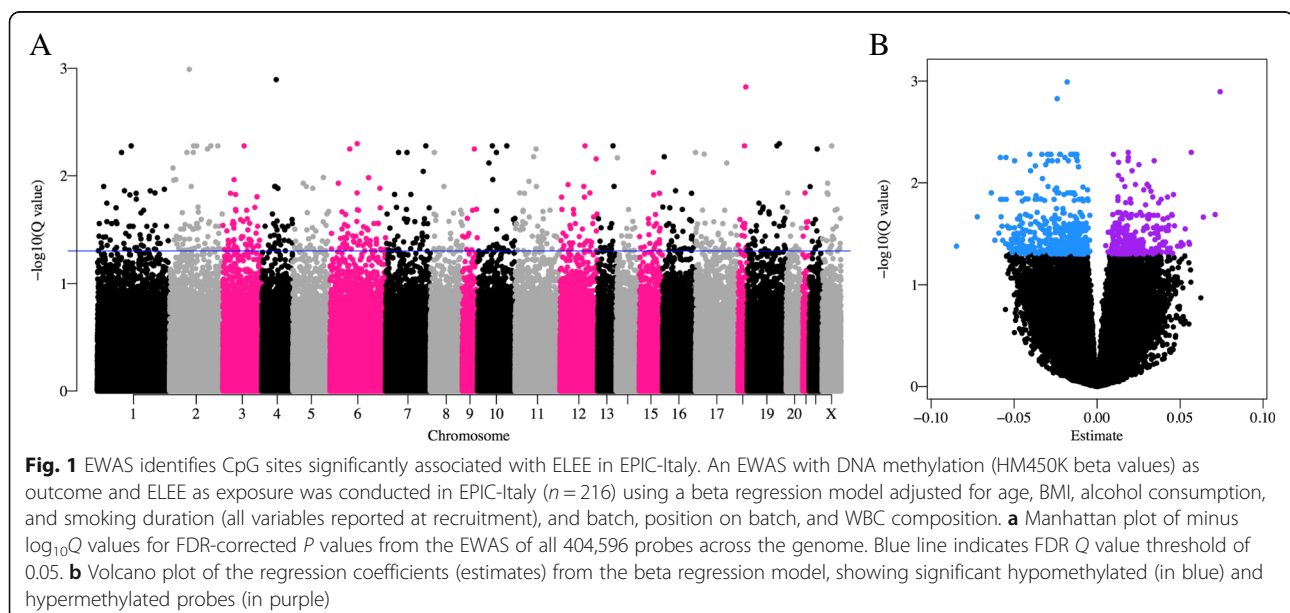 A
B
3
2
1
0
−log10(Q value)
1 2 3 4 5 6 7 8 9 10 11 12 13 15 16 17 19 20 X
Chromosome
3
2
1
0
−log10(Q value)
−0.10 −0.05 0.00 0.05 0.10
Estimate
Fig. 1 EWAS identifies CpG sites significantly associated with ELEE in EPIC-Italy. An EWAS with DNA methylation (HM450K beta values) as
outcome and ELEE as exposure was conducted in EPIC-Italy (n = 216) using a beta regression model adjusted for age, BMI, alcohol consumption,
and smoking duration (all variables reported at recruitment), and batch, position on batch, and WBC composition. a Manhattan plot of minus
log10Q values for FDR-corrected P values from the EWAS of all 404,596 probes across the genome. Blue line indicates FDR Q value threshold of
0.05. b Volcano plot of the regression coefficients (estimates) from the beta regression model, showing significant hypomethylated (in blue) and
hypermethylated probes (in purple)